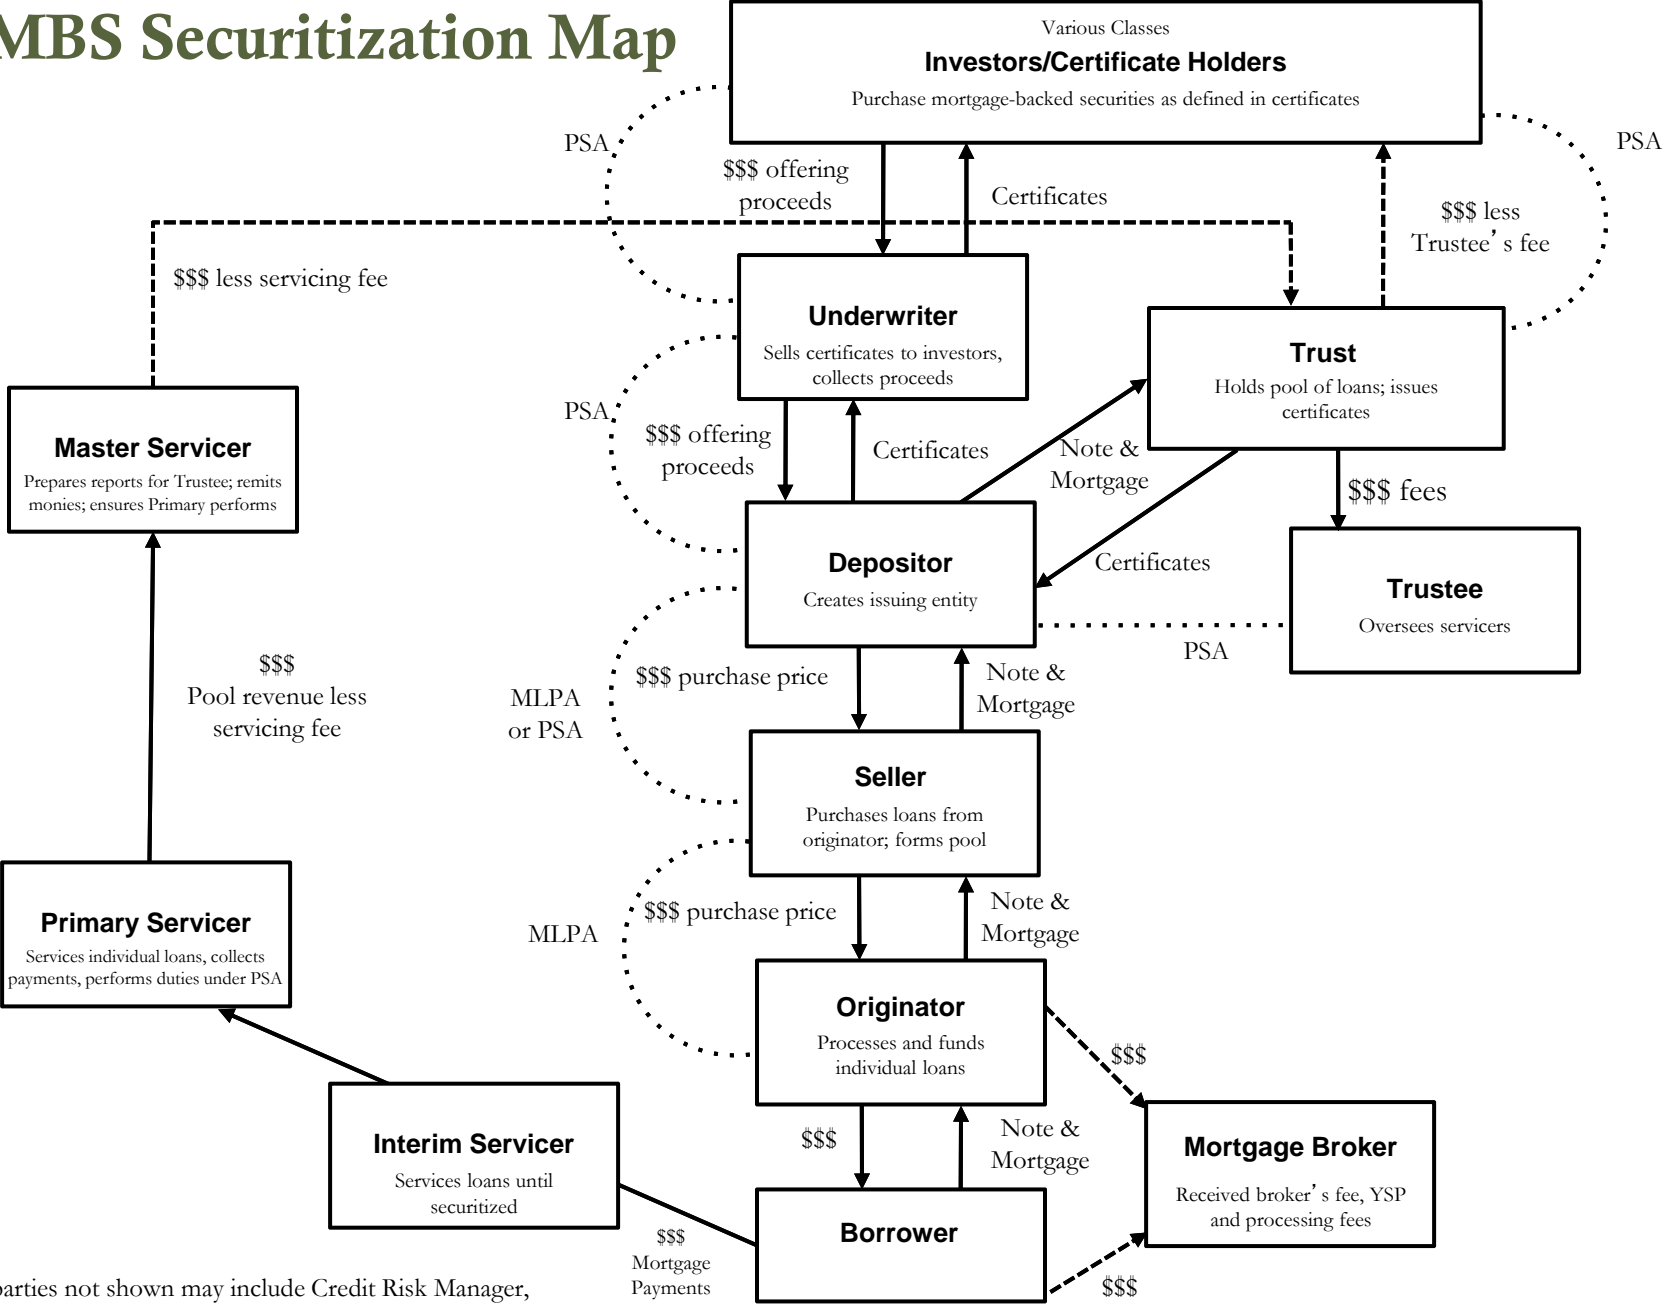 MBS Securitization Map
Various Classes
Investors/Certificate Holders
Purchase mortgage-backed securities as defined in certificates
PSA
PSA
$$$ offering
proceeds
Certificates
$$$ less
Trustee's fee
$$$ less servicing fee
Underwriter
Sells certificates to investors,
collects proceeds
Trust
Holds pool of loans; issues
certificates
PSA
$$$ offering
proceeds
Certificates
Note &
Mortgage
Master Servicer
Prepares reports for Trustee; remits
monies; ensures Primary performs
$$$ fees
Depositor
Creates issuing entity
Certificates
Trustee
Oversees servicers
PSA
$$$
Pool revenue less
servicing fee
MLPA
or PSA
$$$ purchase price
Note &
Mortgage
Seller
Purchases loans from
originator; forms pool
Primary Servicer
Services individual loans, collects
payments, performs duties under PSA
MLPA
$$$ purchase price
Note &
Mortgage
Originator
Processes and funds
individual loans
$$$
Interim Servicer
Services loans until
securitized
$$$
Note &
Mortgage
Mortgage Broker
Received broker's fee, YSP
and processing fees
Borrower
$$$
Mortgage
Payments
$$$
parties not shown may include Credit Risk Manager,